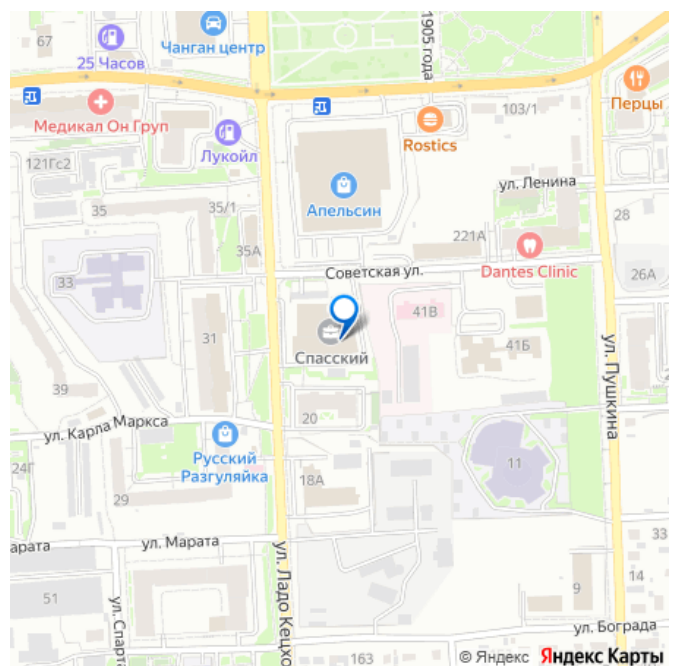 67
Чанган центр
1905 года
25 Часов
Перцы
103/1
Медикал Он Груп
Rostics
Лукойл
121Гс2
ул. Ленина
Апельсин
35
35/1
28
221А
35А
Dantes Clinic
Советская ул.
26А
33
41В
31
Спасский
41Б
ул. Пушкина
39
20
ул. Карла Маркса
Русский
Разгуляйка
11
24Г
18А
29
33
ул. Марата
арата
ул. Ладо Кецхо
14
51
9
ул. Спарта
ул. Бограда
163
© Яндекс Яндекс Карты